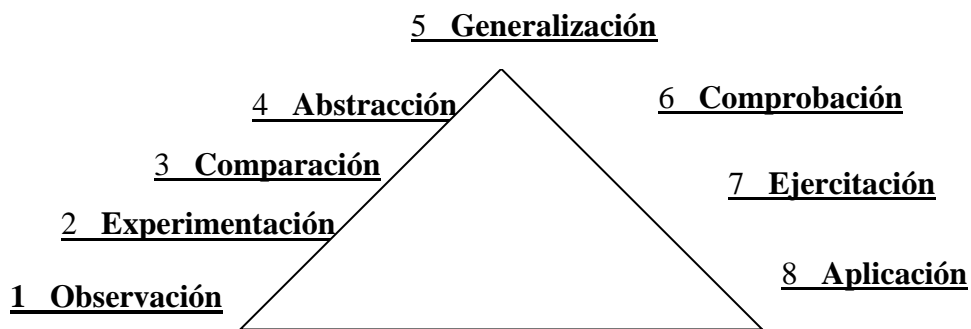 5 Generalización
4 Abstracción
6 Comprobación
3 Comparación
7 Ejercitación
2 Experimentación
8 Aplicación
1 Observación